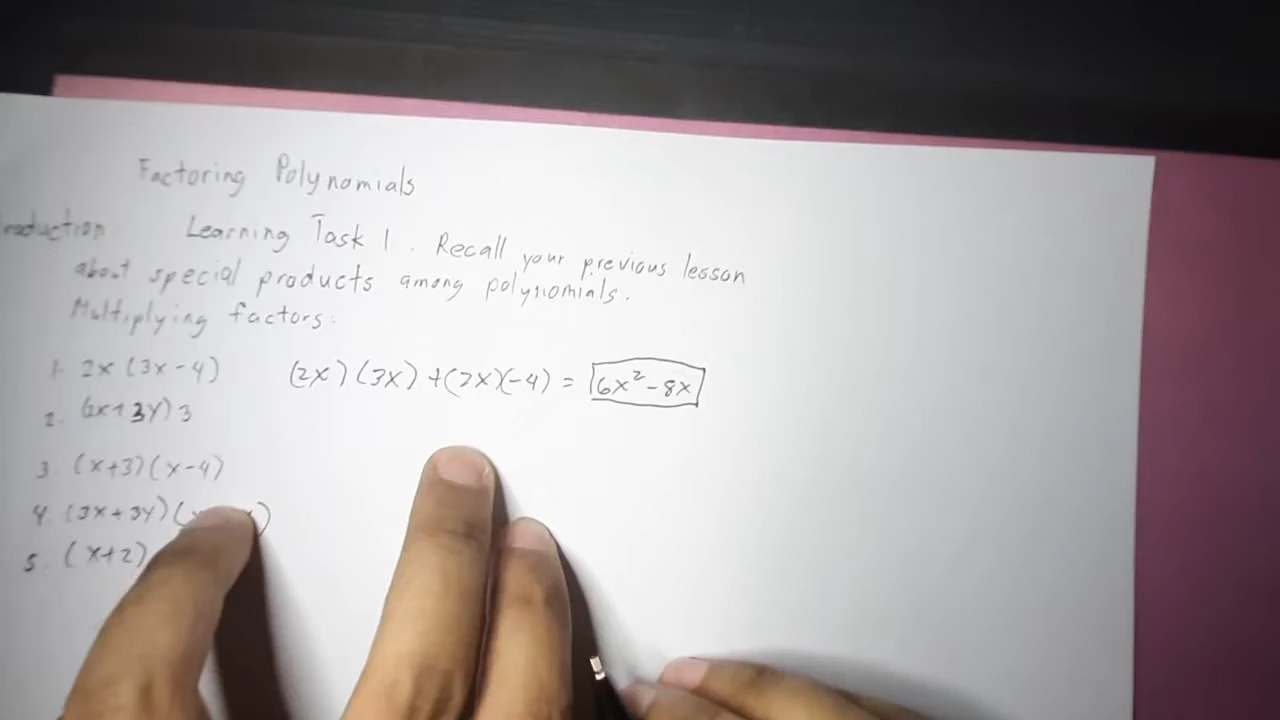 Factoring Polynomials
Learning Task 1. Recall your previous lesson
about special products among polynomials.
Multiplying factors:
1. 2x (3x-4) (2x)(3x) +(2x)(-4) = 6x²-8x
2. (2x+3y)3
3. (x+3)(x-4)
4. (3x+3y)(
5. (x+2)